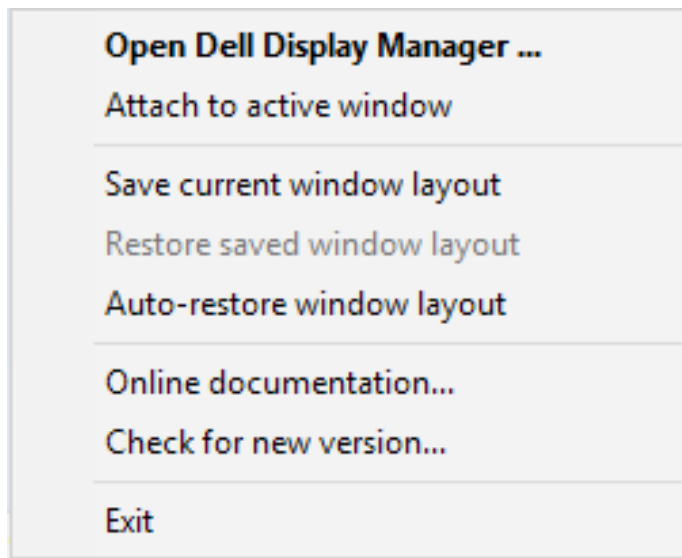 Open Dell Display Manager ...
Attach to active window
Save current window layout
Restore saved window layout
Auto-restore window layout
Online documentation...
Check for new version...
Exit